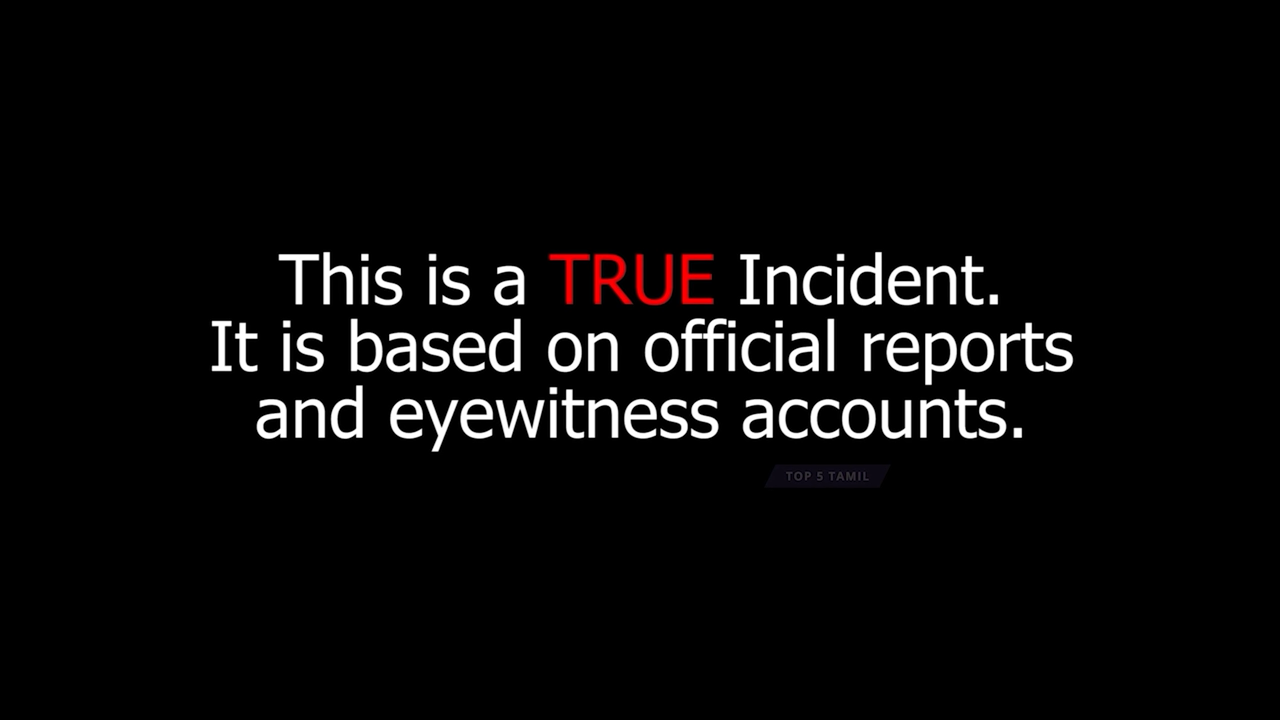 This is a TRUE Incident.
It is based on official reports
and eyewitness accounts.
TOP 5 TAMIL